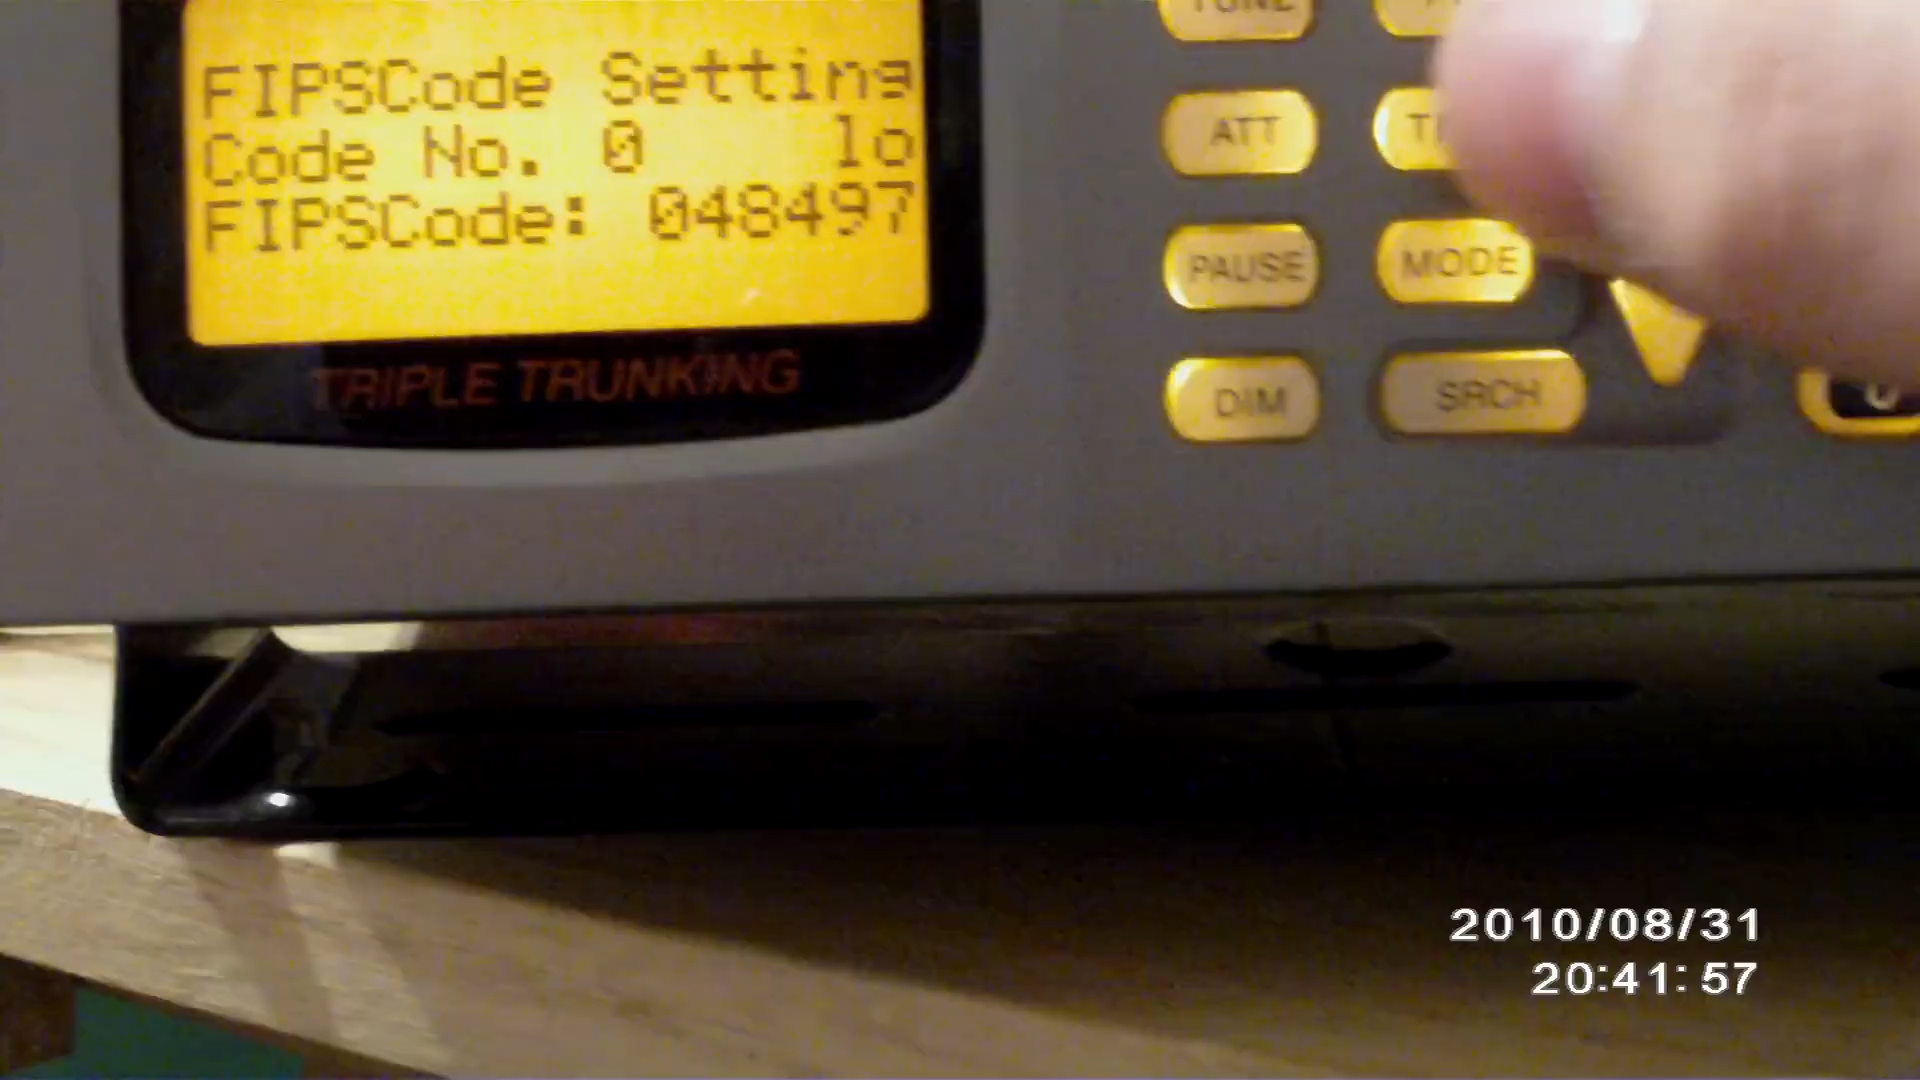 FIPSCode Setting
Code No. 0 lo
FIPSCode: 048497
TRIPLE TRUNKING
TUNE
ATT
PAUSE
MODE
DIM
SRCH
2010/08/31
20:41:57